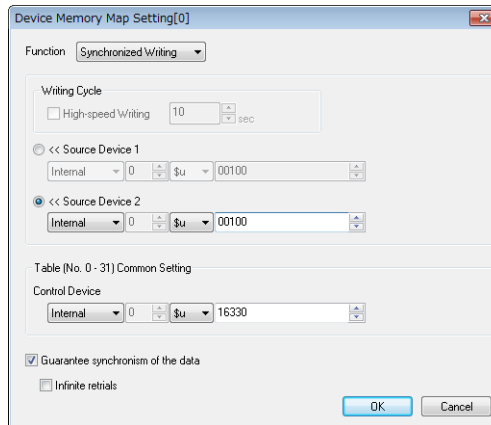 Device Memory Map Setting[0]
Function Synchronized Writing
Writing Cycle
High-speed Writing 10 sec
<< Source Device 1
Internal 0 $u 00100
<< Source Device 2
Internal 0 $u 00100
Table (No. 0 - 31) Common Setting
Control Device
Internal 0 $u 16330
Guarantee synchronism of the data
Infinite retrials
OK Cancel